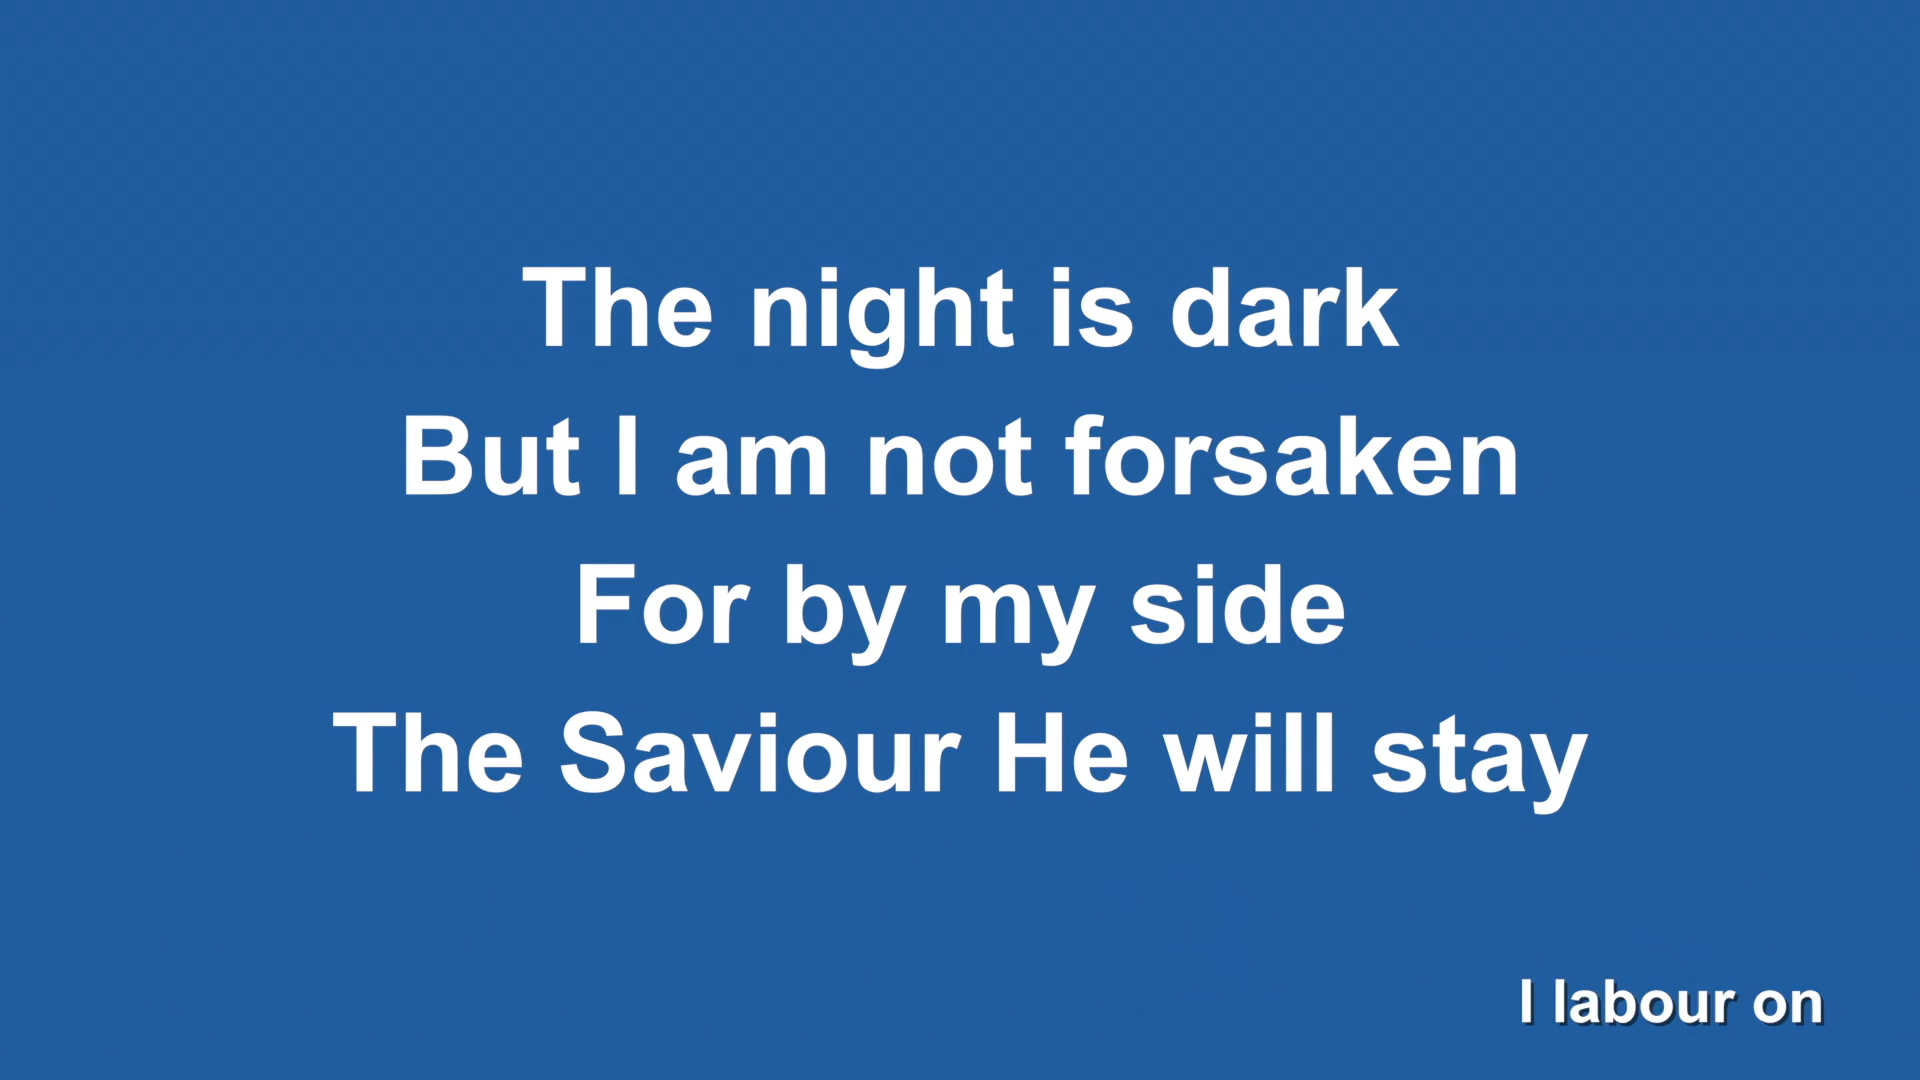 The night is dark
But I am not forsaken
For by my side
The Saviour He will stay
I labour on